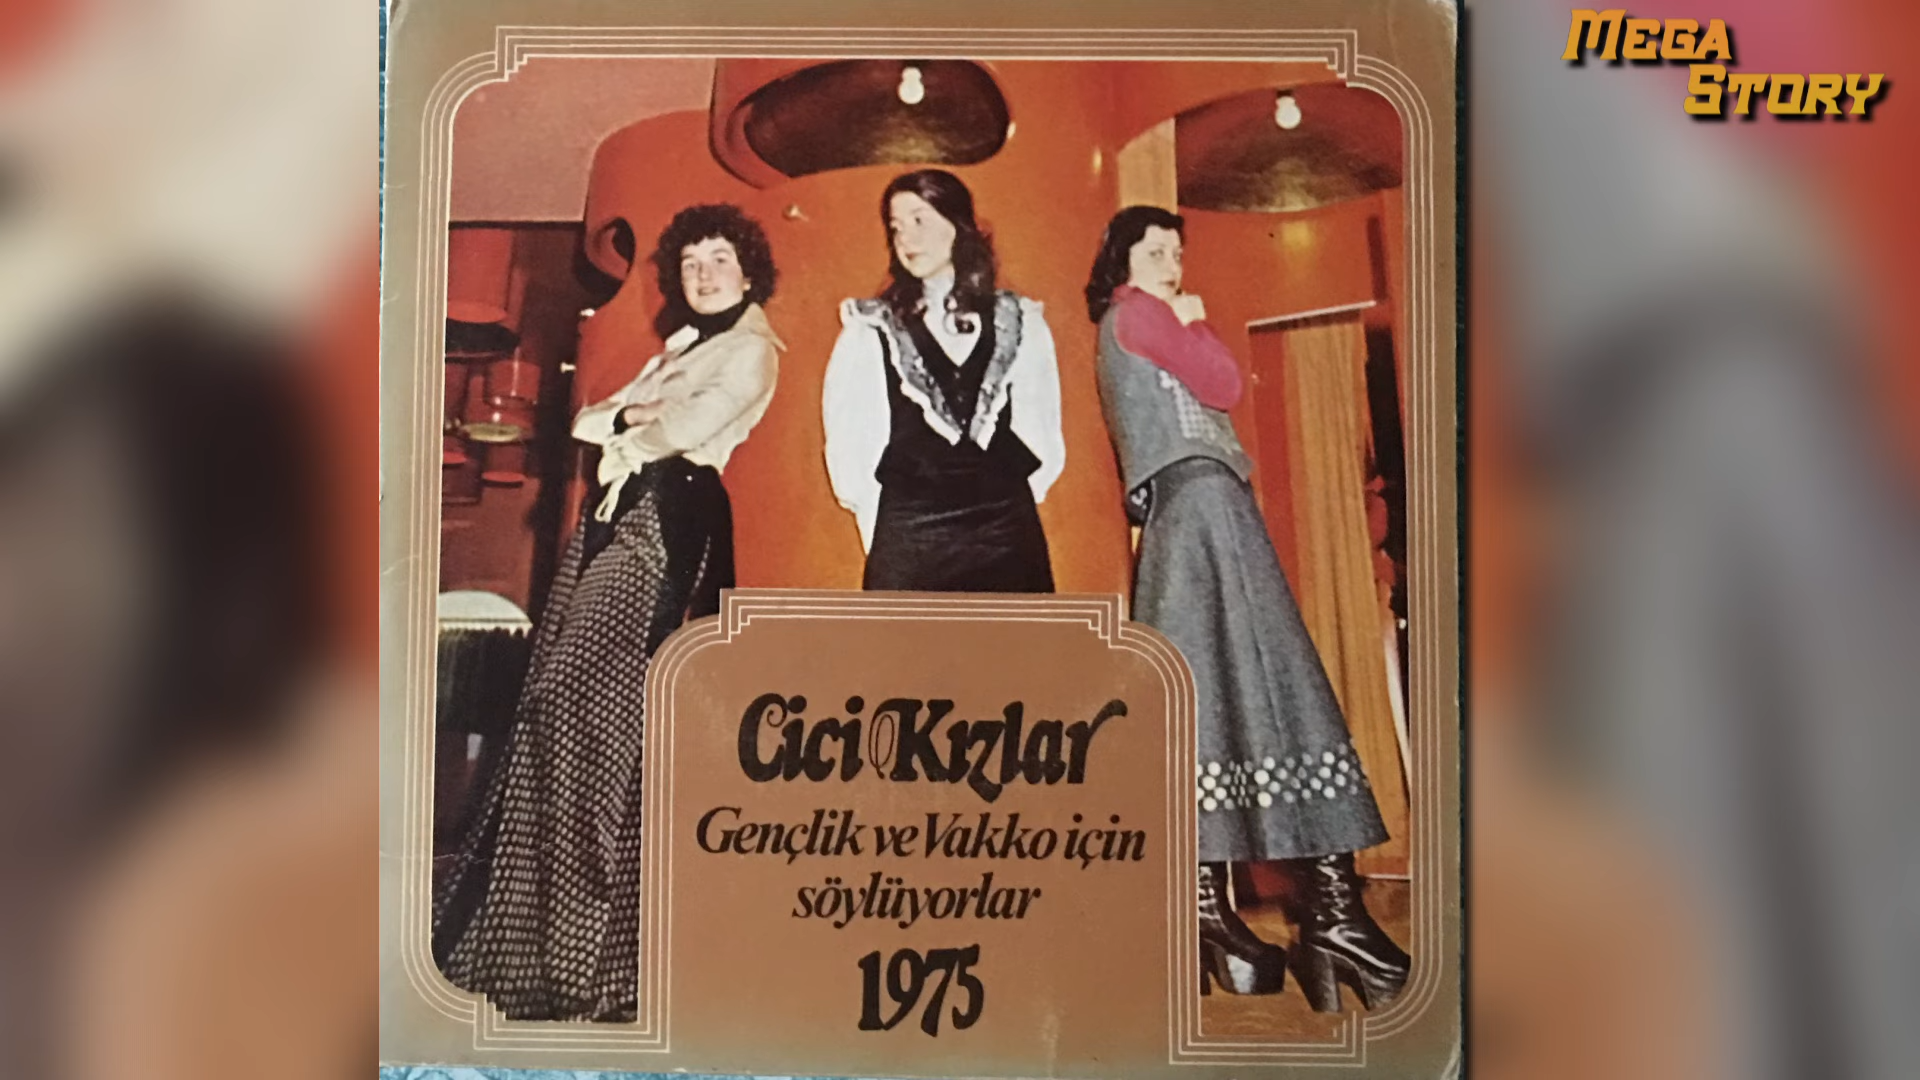 MEGA
STORY
Cici Kızlar
Gençlik ve Vakko için
söylüyorlar
1975